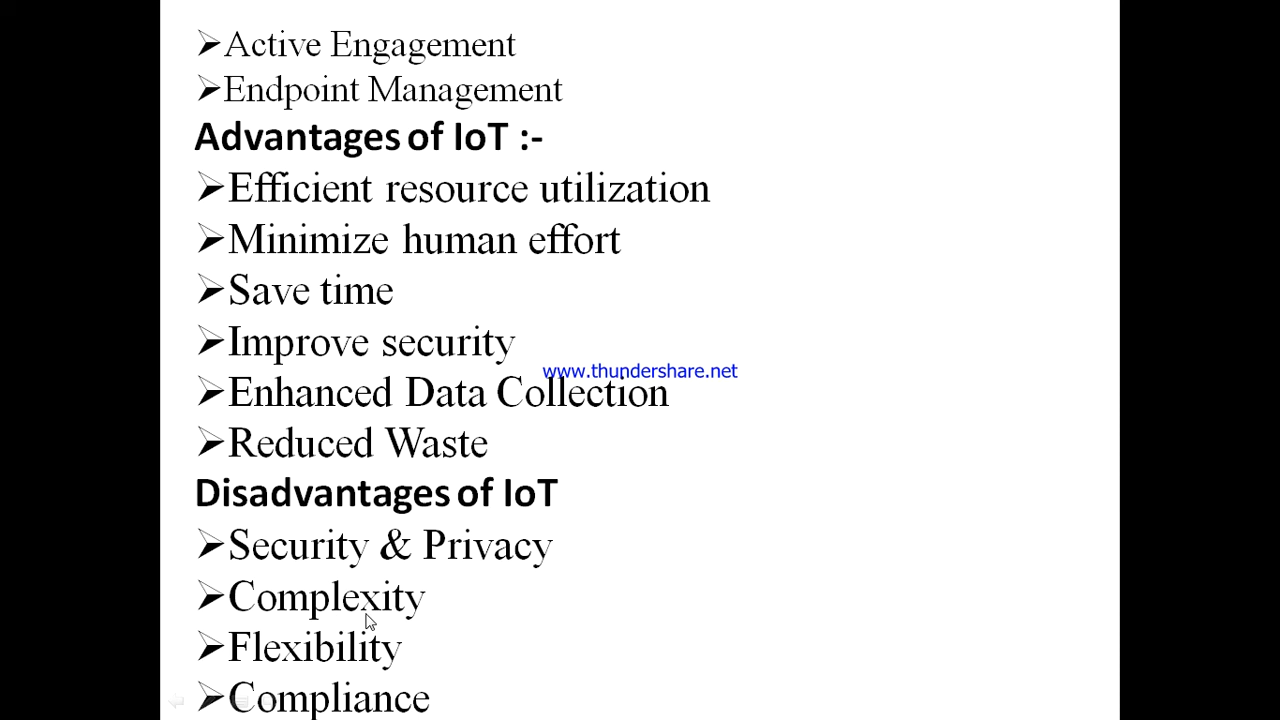 ➢Active Engagement
➢Endpoint Management
Advantages of IoT :-
➢Efficient resource utilization
➢Minimize human effort
➢Save time
➢Improve security
www.thundershare.net
➢Enhanced Data Collection
➢Reduced Waste
Disadvantages of IoT
➢Security & Privacy
➢Complexity
➢Flexibility
➢Compliance